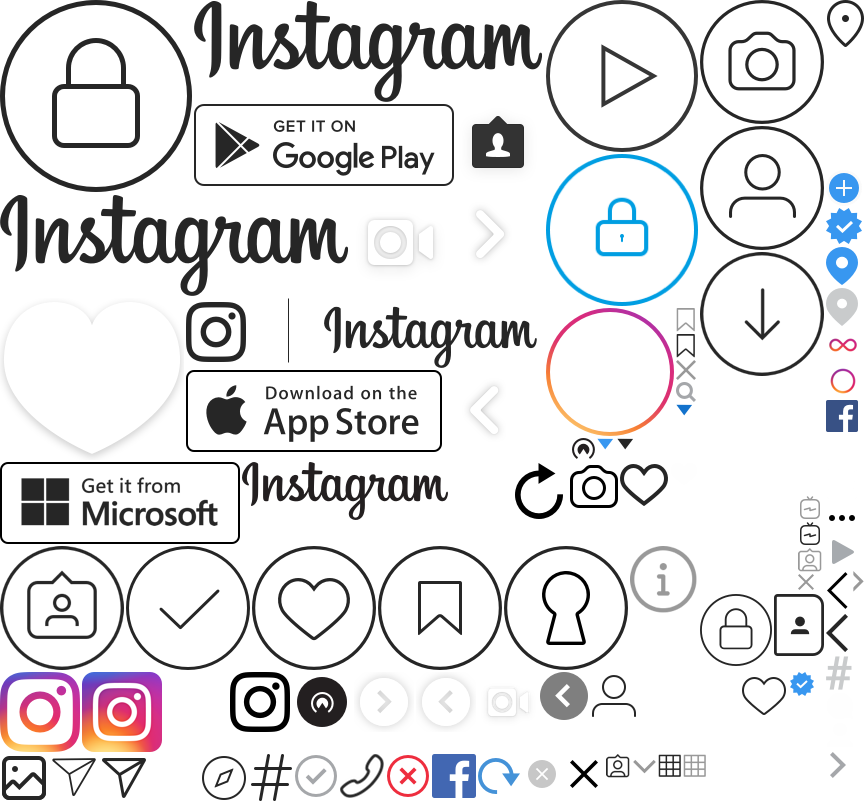 Instagram
GET IT ON
Google Play
Instagram
Instagram
Download on the
App Store
Get it from
Microsoft
Instagram